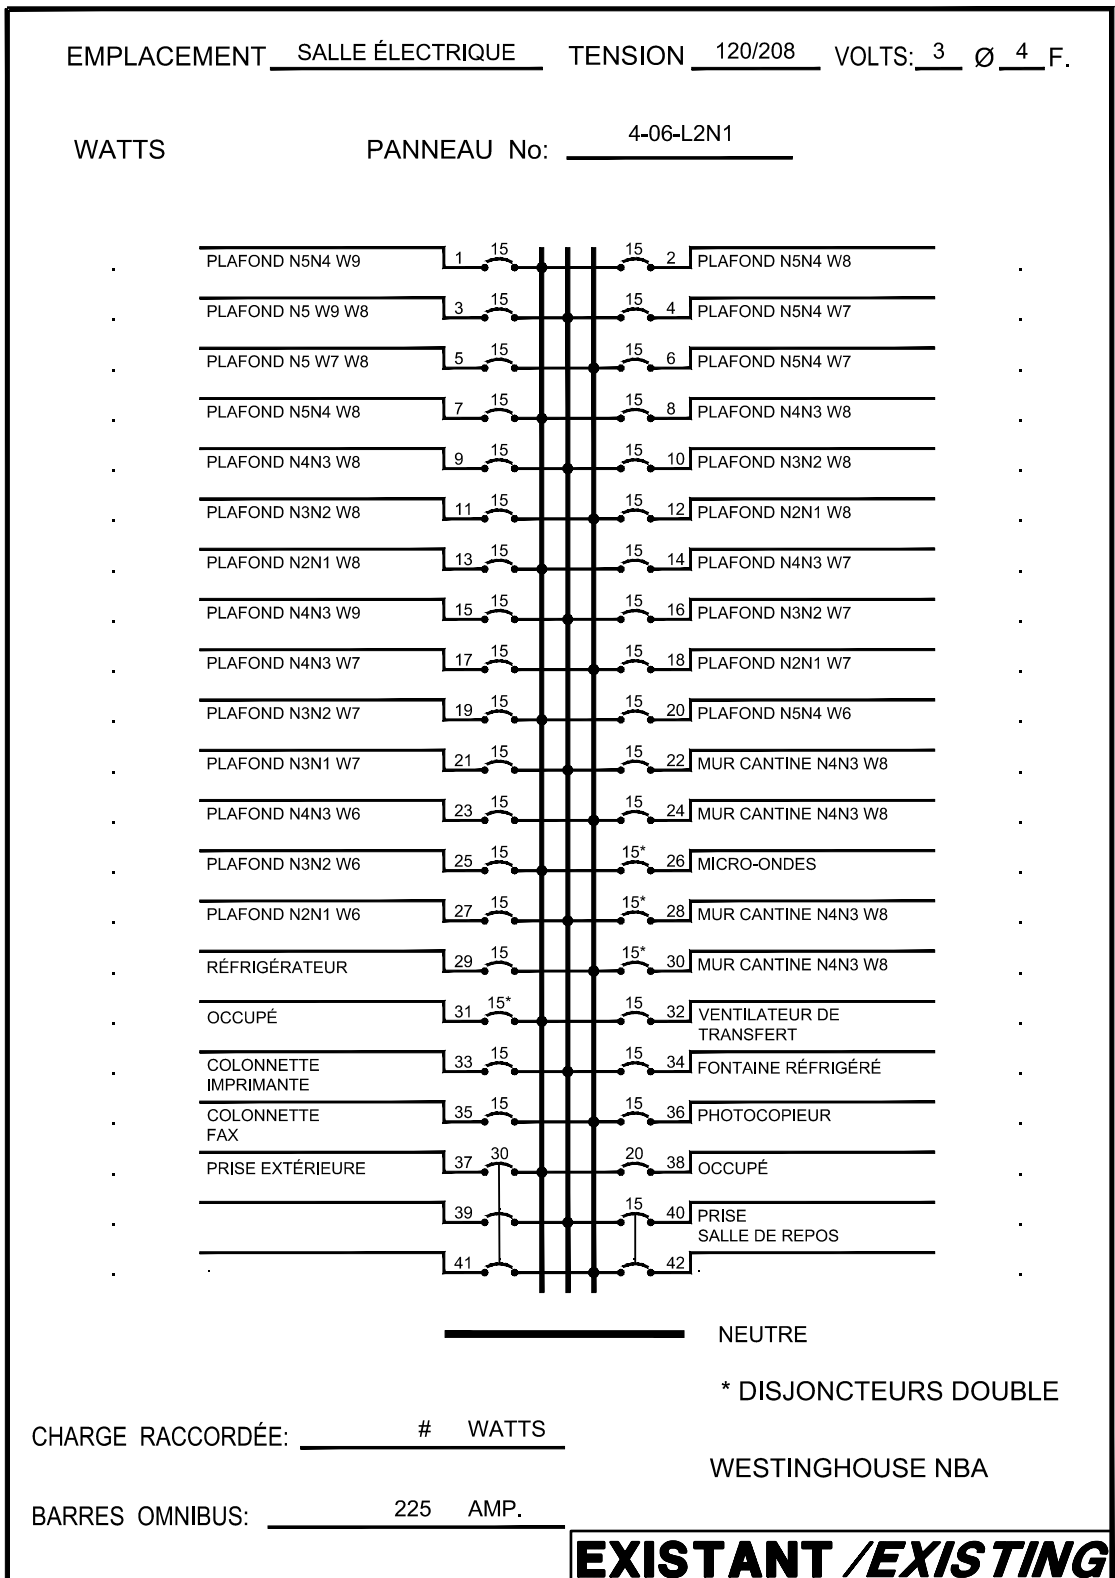 EMPLACEMENT SALLE ÉLECTRIQUE TENSION 120/208 VOLTS: 3 Ø 4 F.
WATTS PANNEAU No: 4-06-L2N1
PLAFOND N5N4 W9 1 15 15 2 PLAFOND N5N4 W8
PLAFOND N5 W9 W8 3 15 15 4 PLAFOND N5N4 W7
PLAFOND N5 W7 W8 5 15 15 6 PLAFOND N5N4 W7
PLAFOND N5N4 W8 7 15 15 8 PLAFOND N4N3 W8
PLAFOND N4N3 W8 9 15 15 10 PLAFOND N3N2 W8
PLAFOND N3N2 W8 11 15 15 12 PLAFOND N2N1 W8
PLAFOND N2N1 W8 13 15 15 14 PLAFOND N4N3 W7
PLAFOND N4N3 W9 15 15 15 16 PLAFOND N3N2 W7
PLAFOND N4N3 W7 17 15 15 18 PLAFOND N2N1 W7
PLAFOND N3N2 W7 19 15 15 20 PLAFOND N5N4 W6
PLAFOND N3N1 W7 21 15 15 22 MUR CANTINE N4N3 W8
PLAFOND N4N3 W6 23 15 15 24 MUR CANTINE N4N3 W8
PLAFOND N3N2 W6 25 15 15* 26 MICRO-ONDES
PLAFOND N2N1 W6 27 15 15* 28 MUR CANTINE N4N3 W8
RÉFRIGÉRATEUR 29 15 15* 30 MUR CANTINE N4N3 W8
OCCUPÉ 31 15* 15 32 VENTILATEUR DE
TRANSFERT
COLONNETTE 33 15 15 34 FONTAINE RÉFRIGÉRÉ
IMPRIMANTE
COLONNETTE 35 15 15 36 PHOTOCOPIEUR
FAX
PRISE EXTÉRIEURE 37 30 20 38 OCCUPÉ
39 15 40 PRISE
SALLE DE REPOS
41 42
NEUTRE
* DISJONCTEURS DOUBLE
CHARGE RACCORDÉE: # WATTS
WESTINGHOUSE NBA
BARRES OMNIBUS: 225 AMP.
EXISTANT /EXISTING